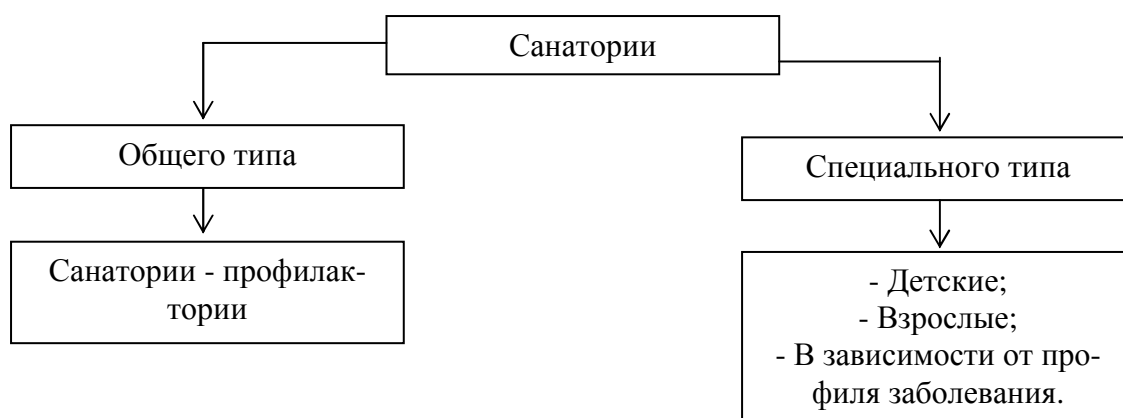 Санатории
Общего типа
Специального типа
Санатории - профилак-
тории
- Детские;
- Взрослые;
- В зависимости от про-
филя заболевания.